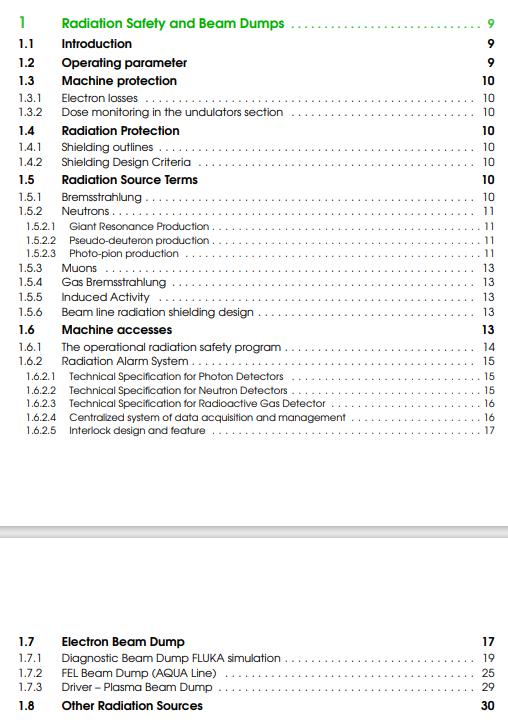 1 Radiation Safety and Beam Dumps . . . . . . . . . . . . . . . . . . . . . . . . . . . 9
1.1 Introduction 9
1.2 Operating parameter 9
1.3 Machine protection 10
1.3.1 Electron losses . . . . . . . . . . . . . . . . . . . . . . . . . . . 10
1.3.2 Dose monitoring in the undulators section . . . . . . . . . . . . . . . . . . . . . . . . . . . 10
1.4 Radiation Protection 10
1.4.1 Shielding outlines . . . . . . . . . . . . . . . . . . . . . . . . . . . 10
1.4.2 Shielding Design Criteria . . . . . . . . . . . . . . . . . . . . . . . . . . . 10
1.5 Radiation Source Terms 10
1.5.1 Bremsstrahlung . . . . . . . . . . . . . . . . . . . . . . . . . . . 10
1.5.2 Neutrons . . . . . . . . . . . . . . . . . . . . . . . . . . . 11
1.5.2.1 Giant Resonance Production . . . . . . . . . . . . . . . . . . . . . . . . . . . 11
1.5.2.2 Pseudo-deuteron production . . . . . . . . . . . . . . . . . . . . . . . . . . . 11
1.5.2.3 Photo-pion production . . . . . . . . . . . . . . . . . . . . . . . . . . . 11
1.5.3 Muons . . . . . . . . . . . . . . . . . . . . . . . . . . . 13
1.5.4 Gas Bremsstrahlung . . . . . . . . . . . . . . . . . . . . . . . . . . . 13
1.5.5 Induced Activity . . . . . . . . . . . . . . . . . . . . . . . . . . . 13
1.5.6 Beam line radiation shielding design . . . . . . . . . . . . . . . . . . . . . . . . . . . 13
1.6 Machine accesses 13
1.6.1 The operational radiation safety program . . . . . . . . . . . . . . . . . . . . . . . . . . . 14
1.6.2 Radiation Alarm System . . . . . . . . . . . . . . . . . . . . . . . . . . . 15
1.6.2.1 Technical Specification for Photon Detectors . . . . . . . . . . . . . . . . . . . . . . . . . . . 15
1.6.2.2 Technical Specification for Neutron Detectors . . . . . . . . . . . . . . . . . . . . . . . . . . . 15
1.6.2.3 Technical Specification for Radioactive Gas Detector . . . . . . . . . . . . . . . . . . . . . . 16
1.6.2.4 Centralized system of data acquisition and management . . . . . . . . . . . . . . . . . . . 16
1.6.2.5 Interlock design and feature . . . . . . . . . . . . . . . . . . . . . . . . . . . 17
1.7 Electron Beam Dump 17
1.7.1 Diagnostic Beam Dump FLUKA simulation . . . . . . . . . . . . . . . . . . . . . . . . . . . 19
1.7.2 FEL Beam Dump (AQUA Line) . . . . . . . . . . . . . . . . . . . . . . . . . . . 25
1.7.3 Driver – Plasma Beam Dump . . . . . . . . . . . . . . . . . . . . . . . . . . . 29
1.8 Other Radiation Sources 30